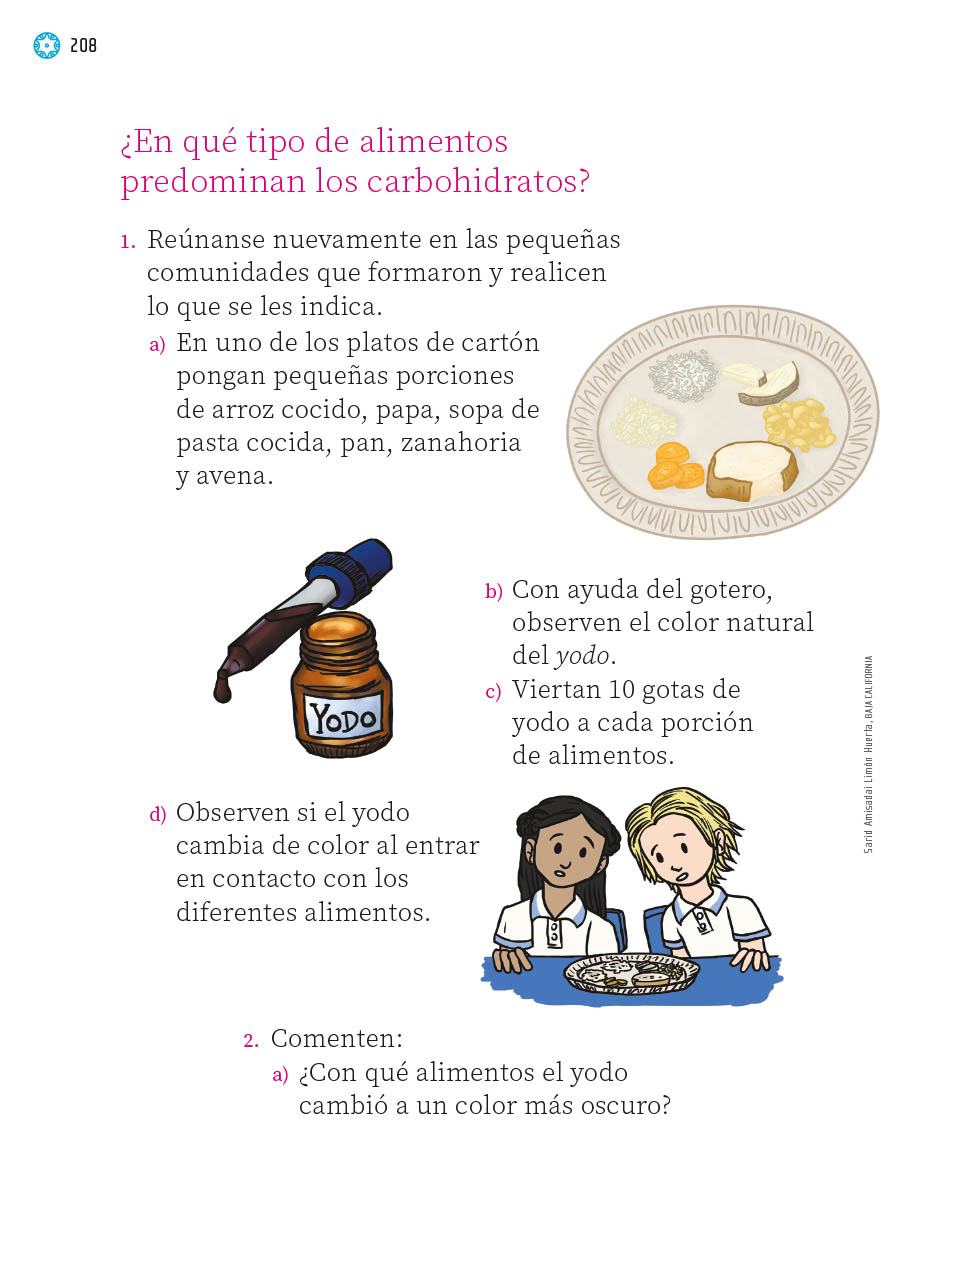 208
¿En qué tipo de alimentos
predominan los carbohidratos?
1. Reúnanse nuevamente en las pequeñas
comunidades que formaron y realicen
lo que se les indica.
a) En uno de los platos de cartón
pongan pequeñas porciones
de arroz cocido, papa, sopa de
pasta cocida, pan, zanahoria
y avena.
b) Con ayuda del gotero,
observen el color natural
del yodo.
c) Viertan 10 gotas de
yodo a cada porción
de alimentos.
YODO
d) Observen si el yodo
cambia de color al entrar
en contacto con los
diferentes alimentos.
Sarid Amisadai Limón Huerta, BAJA CALIFORNIA
2. Comenten:
a) ¿Con qué alimentos el yodo
cambió a un color más oscuro?